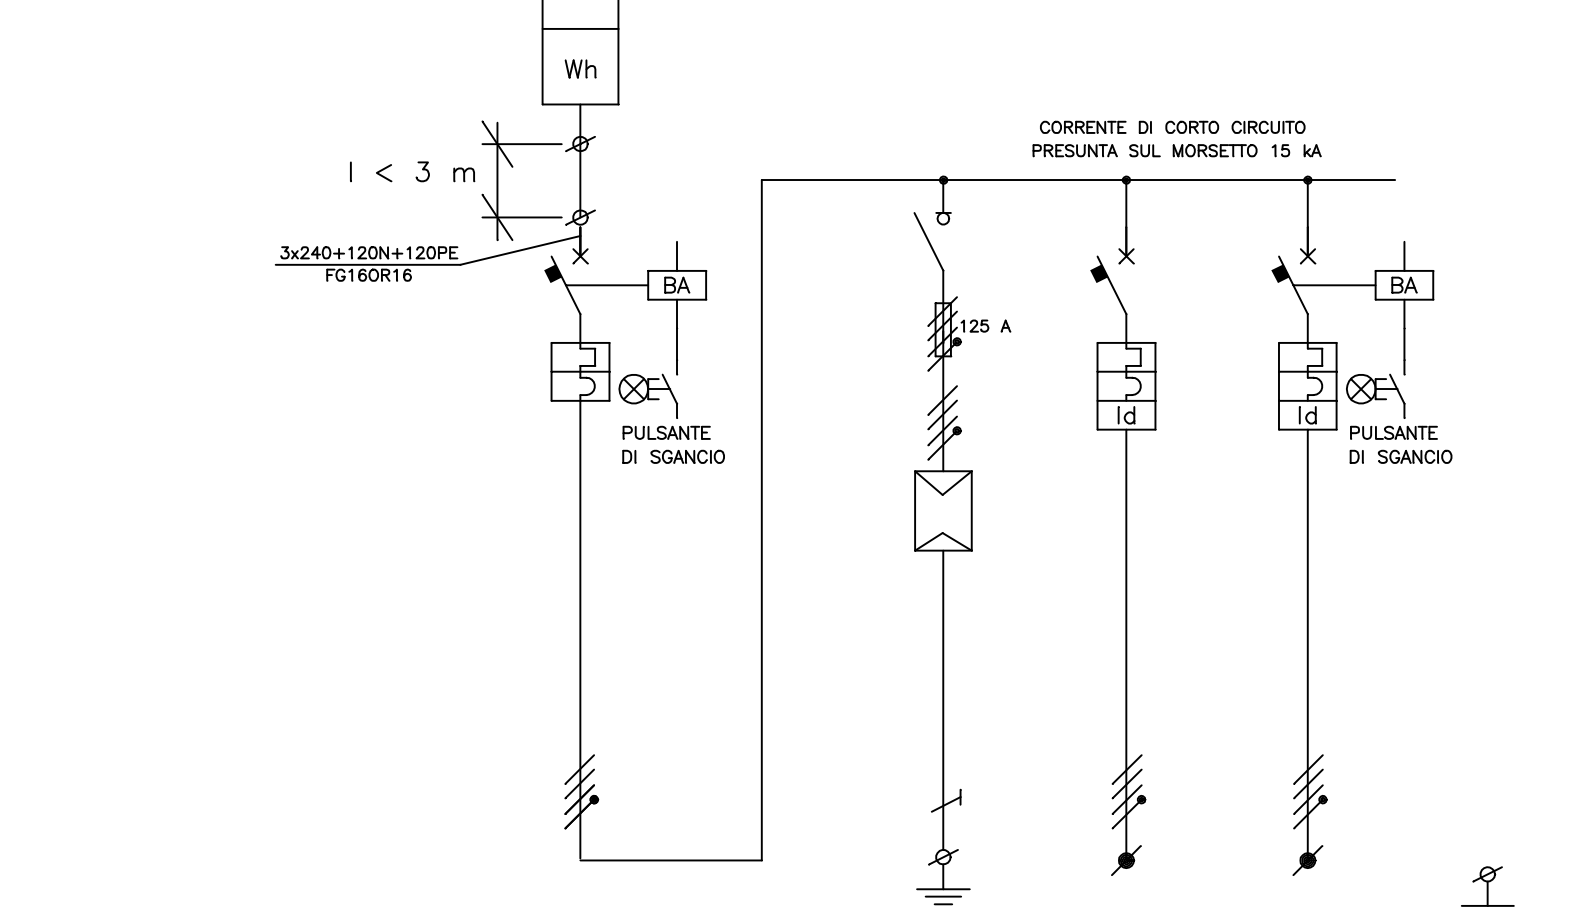 Wh
CORRENTE DI CORTO CIRCUITO
PRESUNTA SUL MORSETTO 15 kA
l < 3 m
3x240+120N+120PE
FG16OR16
BA
BA
125 A
Id
Id
PULSANTE
DI SGANCIO
PULSANTE
DI SGANCIO